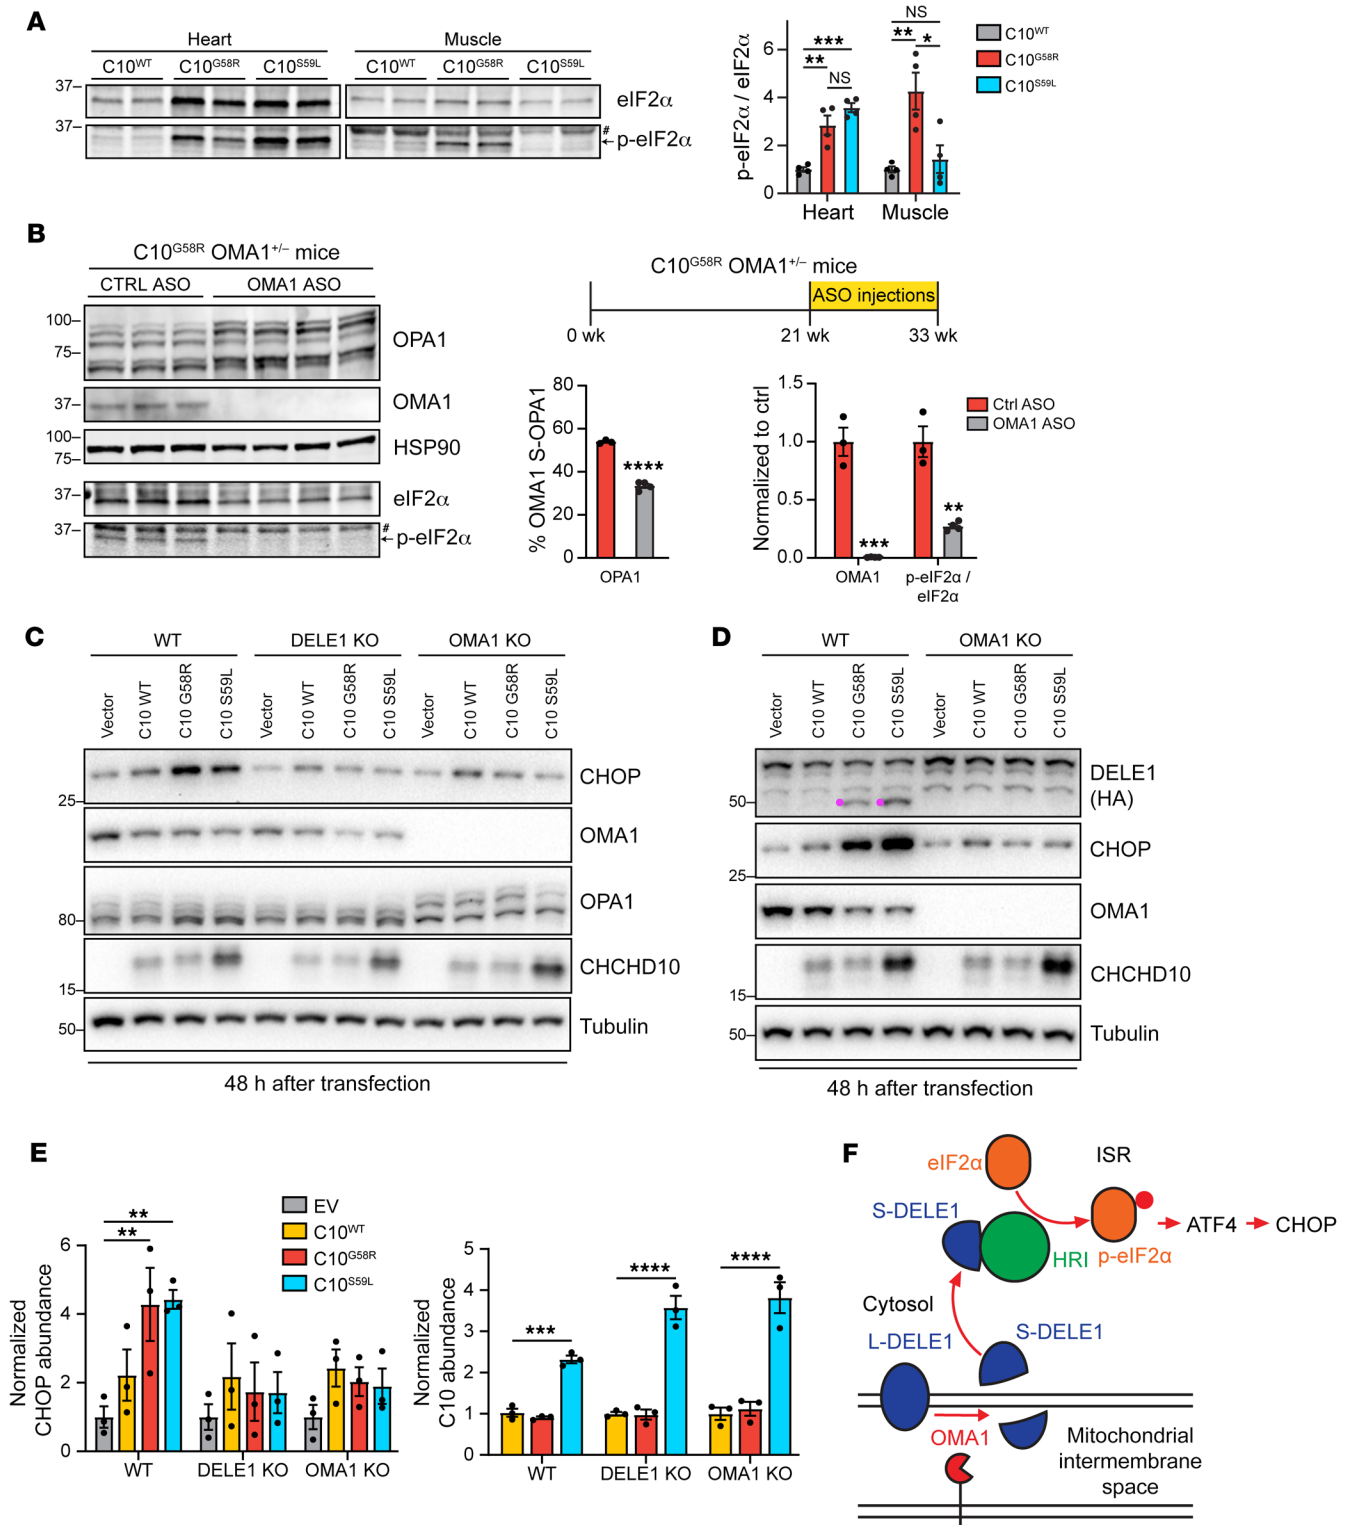 A
Heart
Muscle
C10WT
C10G58R
C10S59L
C10WT
C10G58R
C10S59L
37–
eIF2α
37–
#
←p-eIF2α
p-eIF2α / eIF2α
6
4
2
0
***
**
NS
NS
**
*
Heart
Muscle
C10WT
C10G58R
C10S59L
B
C10G58R OMA1+/– mice
CTRL ASO
OMA1 ASO
100–
75–
OPA1
37–
OMA1
100–
75–
HSP90
37–
eIF2α
37–
#
←p-eIF2α
C10G58R OMA1+/– mice
ASO injections
0 wk
21 wk
33 wk
% OMA1 S-OPA1
80
60
40
20
0
****
OPA1
Normalized to ctrl
1.5
1.0
0.5
0.0
***
**
OMA1
p-eIF2α /
eIF2α
Ctrl ASO
OMA1 ASO
C
WT
DELE1 KO
OMA1 KO
Vector
C10 WT
C10 G58R
C10 S59L
Vector
C10 WT
C10 G58R
C10 S59L
Vector
C10 WT
C10 G58R
C10 S59L
CHOP
25–
OMA1
OPA1
80–
CHCHD10
15–
50–
Tubulin
48 h after transfection
D
WT
OMA1 KO
Vector
C10 WT
C10 G58R
C10 S59L
Vector
C10 WT
C10 G58R
C10 S59L
DELE1
(HA)
50–
CHOP
25–
OMA1
CHCHD10
15–
50–
Tubulin
48 h after transfection
E
Normalized
CHOP abundance
6
4
2
0
**
**
WT
DELE1 KO
OMA1 KO
EV
C10WT
C10G58R
C10S59L
Normalized
C10 abundance
5
4
3
2
1
0
***
****
****
WT
DELE1 KO
OMA1 KO
F
eIF2α
ISR
S-DELE1
HRI
p-eIF2α
ATF4
CHOP
Cytosol
L-DELE1
S-DELE1
OMA1
Mitochondrial
intermembrane
space